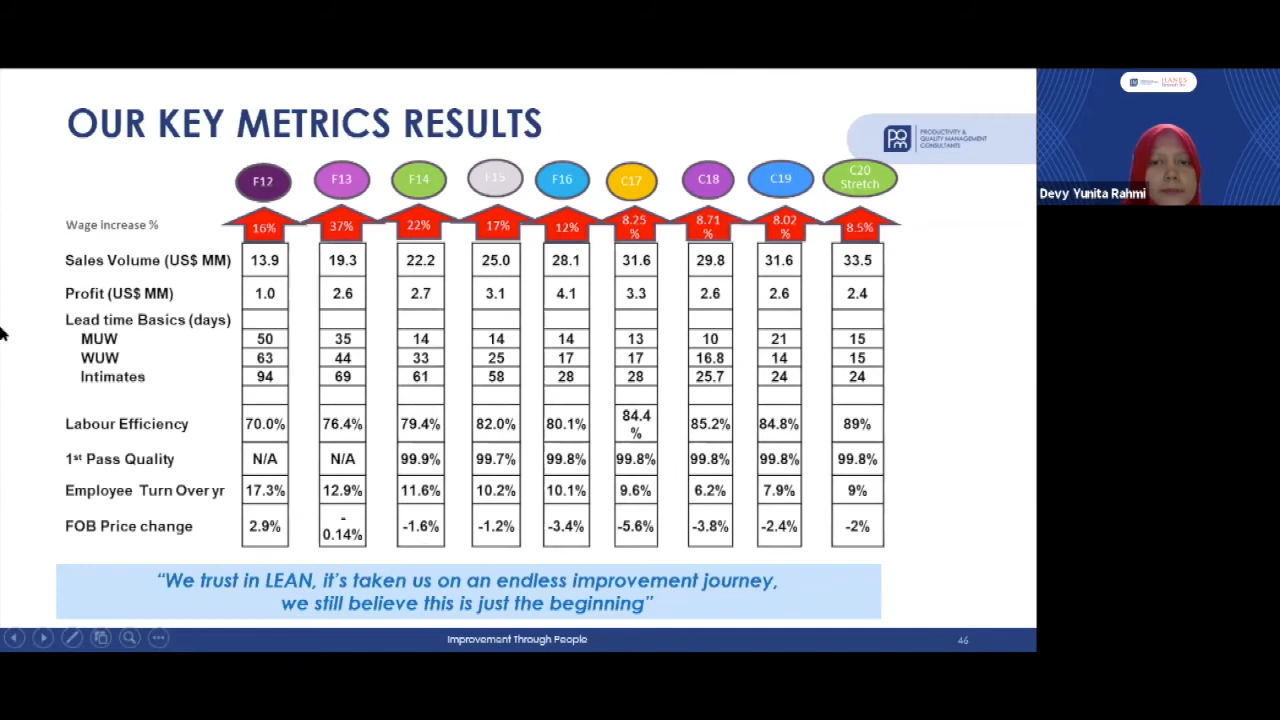 OUR KEY METRICS RESULTS
PRODUCTIVITY &
QUALITY MANAGEMENT
CONSULTANTS
F12 F13 F14 F15 F16 C17 C18 C19 C20 Stretch
Wage increase % 16% 37% 22% 17% 12% 8.25 % 8.71 % 8.02 % 8.5%
Sales Volume (US$ MM) 13.9 19.3 22.2 25.0 28.1 31.6 29.8 31.6 33.5
Profit (US$ MM) 1.0 2.6 2.7 3.1 4.1 3.3 2.6 2.6 2.4
Lead time Basics (days)
MUW 50 35 14 14 14 13 10 21 15
WUW 63 44 33 25 17 17 16.8 14 15
Intimates 94 69 61 58 28 28 25.7 24 24
Labour Efficiency 70.0% 76.4% 79.4% 82.0% 80.1% 84.4 % 85.2% 84.8% 89%
1st Pass Quality N/A N/A 99.9% 99.7% 99.8% 99.8% 99.8% 99.8% 99.8%
Employee Turn Over yr 17.3% 12.9% 11.6% 10.2% 10.1% 9.6% 6.2% 7.9% 9%
FOB Price change 2.9% - 0.14% -1.6% -1.2% -3.4% -5.6% -3.8% -2.4% -2%
“We trust in LEAN, it’s taken us on an endless improvement journey,
we still believe this is just the beginning”
Improvement Through People
46
HANES
Devy Yunita Rahmi